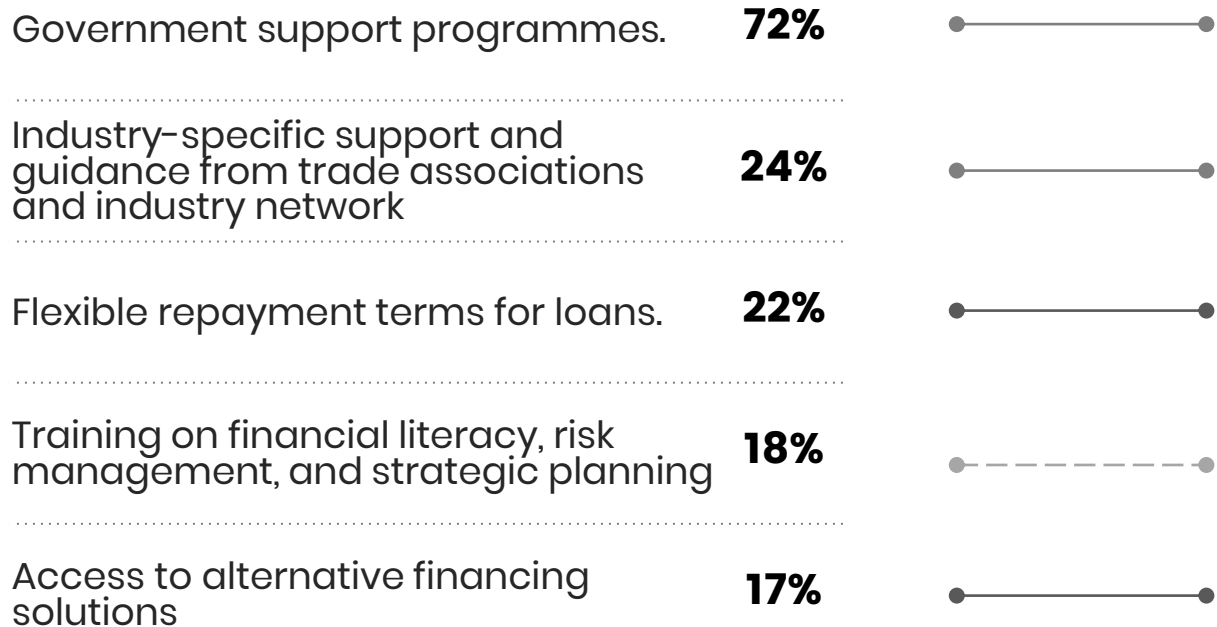 Government support programmes. 72%
Industry-specific support and
guidance from trade associations 24%
and industry network
Flexible repayment terms for loans. 22%
Training on financial literacy, risk
management, and strategic planning 18%
Access to alternative financing
solutions 17%